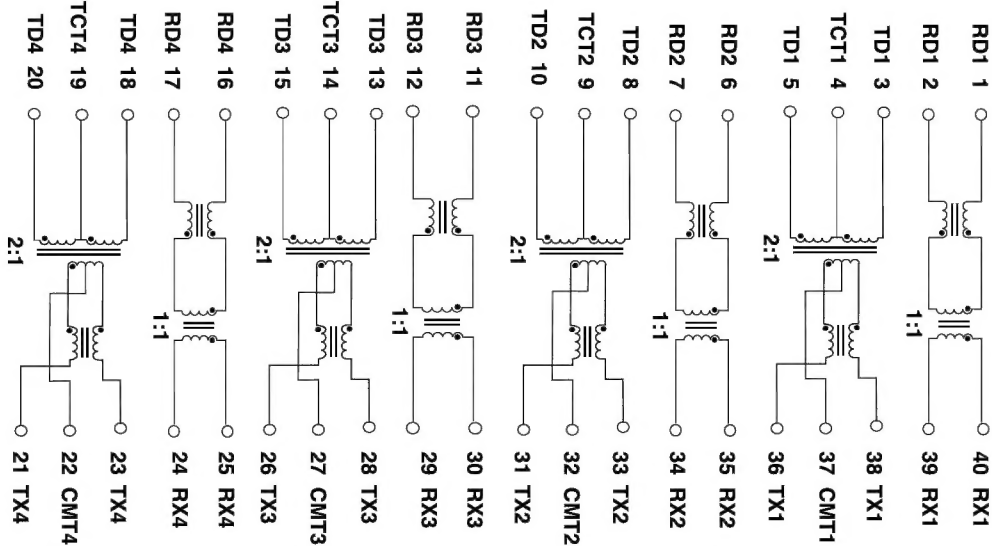 RD1 1
RD1 2
TD1 3
TCT1 4
TD1 5
RD2 6
RD2 7
TD2 8
TCT2 9
TD2 10
RD3 11
RD3 12
TD3 13
TCT3 14
TD3 15
RD4 16
RD4 17
TD4 18
TCT4 19
TD4 20
1:1
2:1
1:1
2:1
1:1
2:1
1:1
2:1
40 RX1
39 RX1
38 TX1
37 CMT1
36 TX1
35 RX2
34 RX2
33 TX2
32 CMT2
31 TX2
30 RX3
29 RX3
28 TX3
27 CMT3
26 TX3
25 RX4
24 RX4
23 TX4
22 CMT4
21 TX4